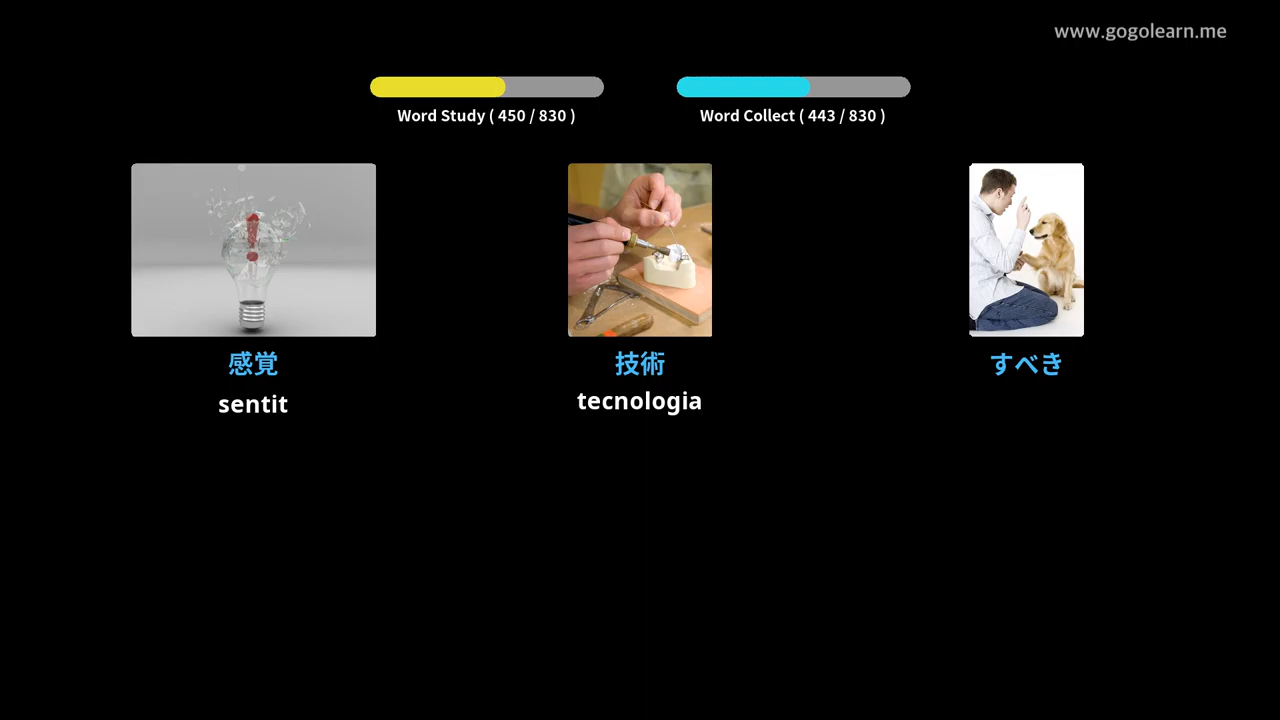 www.gogolearn.me
Word Study ( 450 / 830 )
Word Collect ( 443 / 830 )
感覚
sentit
技術
tecnologia
すべき